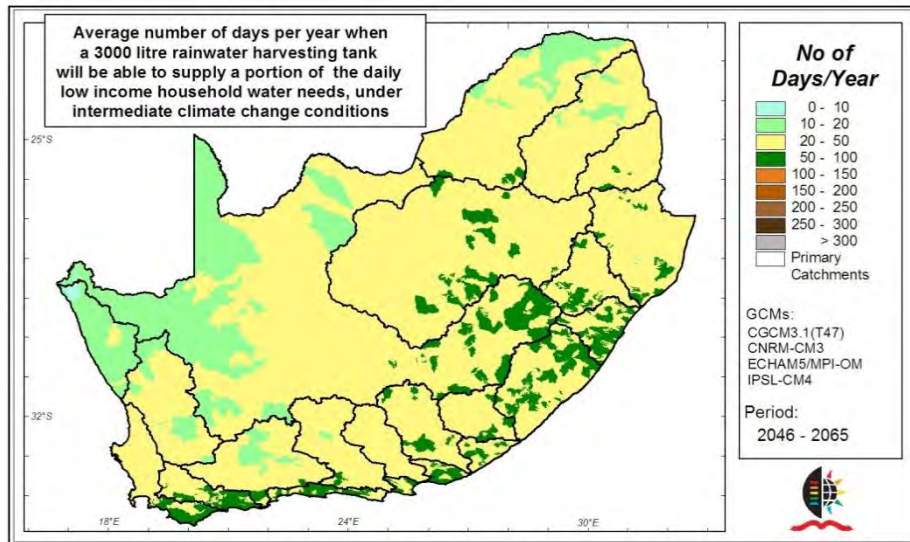 Average number of days per year when
a 3000 litre rainwater harvesting tank
will be able to supply a portion of the daily
low income household water needs, under
intermediate climate change conditions
No of
Days/Year
0 - 10
10 - 20
20 - 50
50 - 100
100 - 150
150 - 200
200 - 250
250 - 300
> 300
Primary
Catchments
GCMs:
CGCM3.1(T47)
CNRM-CM3
ECHAM5/MPI-OM
IPSL-CM4
Period:
2046 - 2065
25°S
32°S
18°E
24°E
30°E